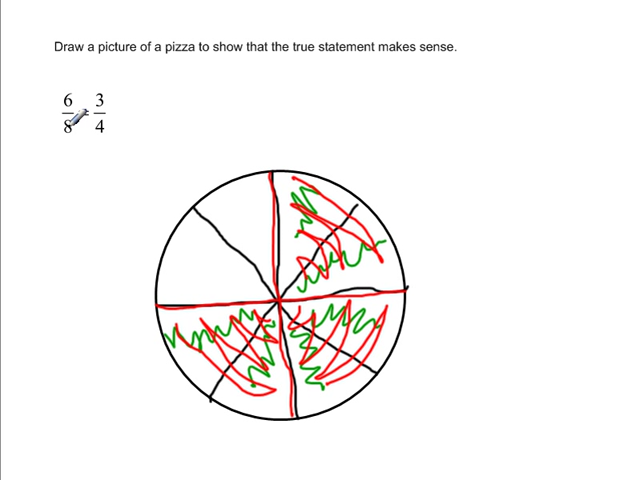 Draw a picture of a pizza to show that the true statement makes sense.
6/8 = 3/4